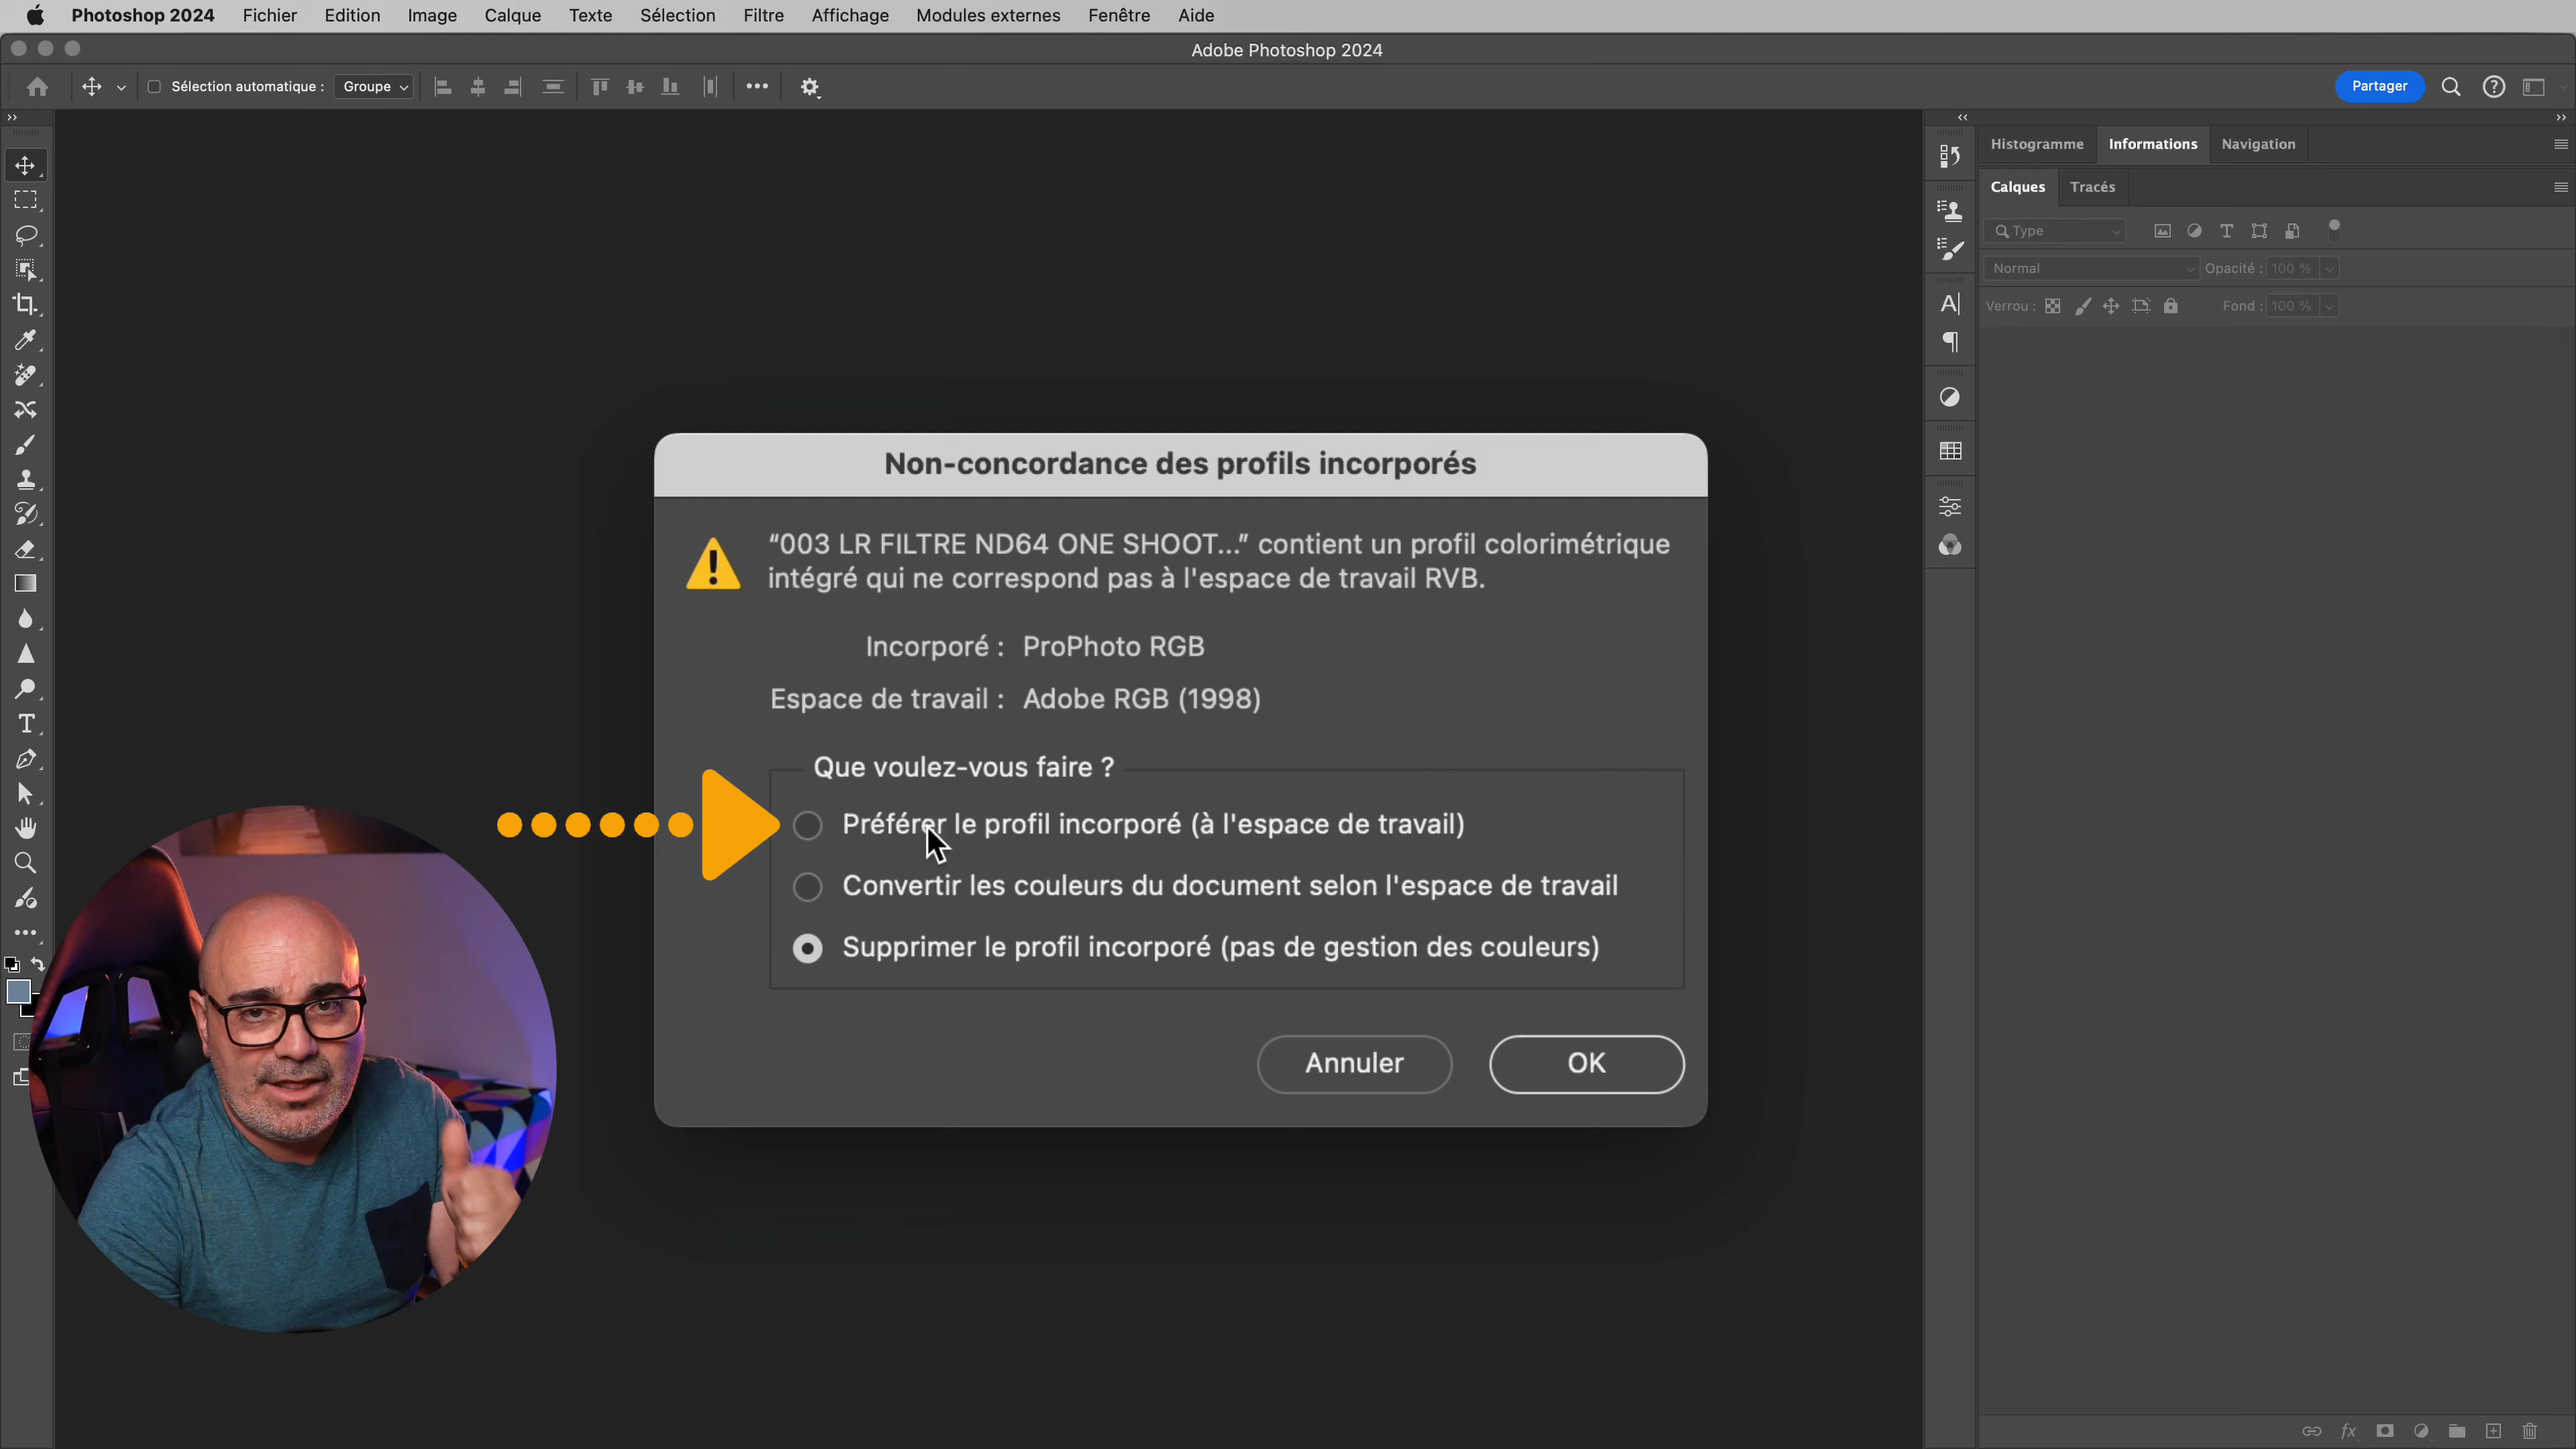 Photoshop 2024 Fichier Edition Image Calque Texte Sélection Filtre Affichage Modules externes Fenêtre Aide
Adobe Photoshop 2024
Sélection automatique : Groupe
Partager
Histogramme Informations Navigation
Calques Tracés
Type
Normal Opacité : 100 %
Verrou : Fond : 100 %
Non-concordance des profils incorporés
“003 LR FILTRE ND64 ONE SHOOT...” contient un profil colorimétrique
intégré qui ne correspond pas à l'espace de travail RVB.
Incorporé : ProPhoto RGB
Espace de travail : Adobe RGB (1998)
Que voulez-vous faire ?
Préférer le profil incorporé (à l'espace de travail)
Convertir les couleurs du document selon l'espace de travail
Supprimer le profil incorporé (pas de gestion des couleurs)
Annuler OK
fx